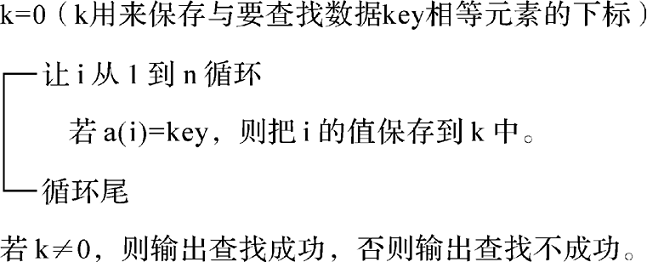 k=0（k用来保存与要查找数据key相等元素的下标）
让 i 从 1 到 n 循环
若 a(i)=key，则把 i 的值保存到 k 中。
循环尾
若 k≠0，则输出查找成功，否则输出查找不成功。